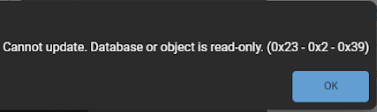 Cannot update. Database or object is read-only. (0x23 - 0x2 - 0x39)
OK